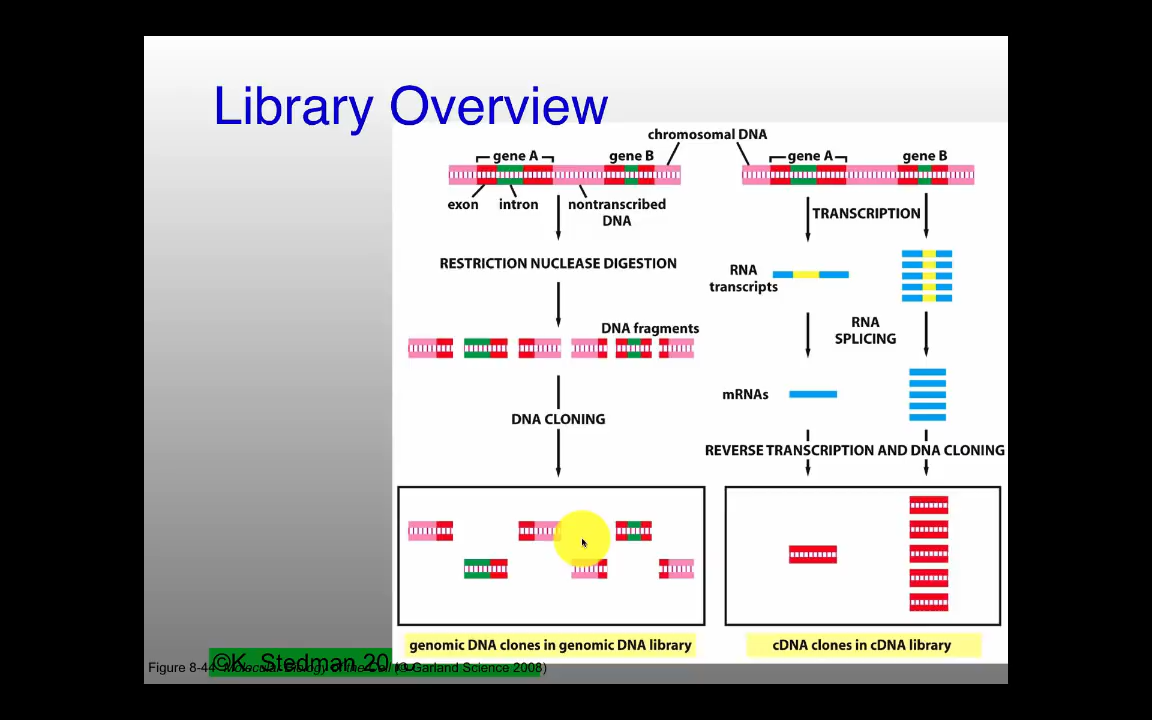 Library Overview
chromosomal DNA
gene A
gene B
exon
intron
nontranscribed
DNA
RESTRICTION NUCLEASE DIGESTION
DNA fragments
DNA CLONING
genomic DNA clones in genomic DNA library
gene A
gene B
TRANSCRIPTION
RNA
transcripts
RNA
SPLICING
mRNAs
REVERSE TRANSCRIPTION AND DNA CLONING
cDNA clones in cDNA library
©K. Stedman 20
Figure 8-44 Molecular Biology of the Cell (© Garland Science 2008)